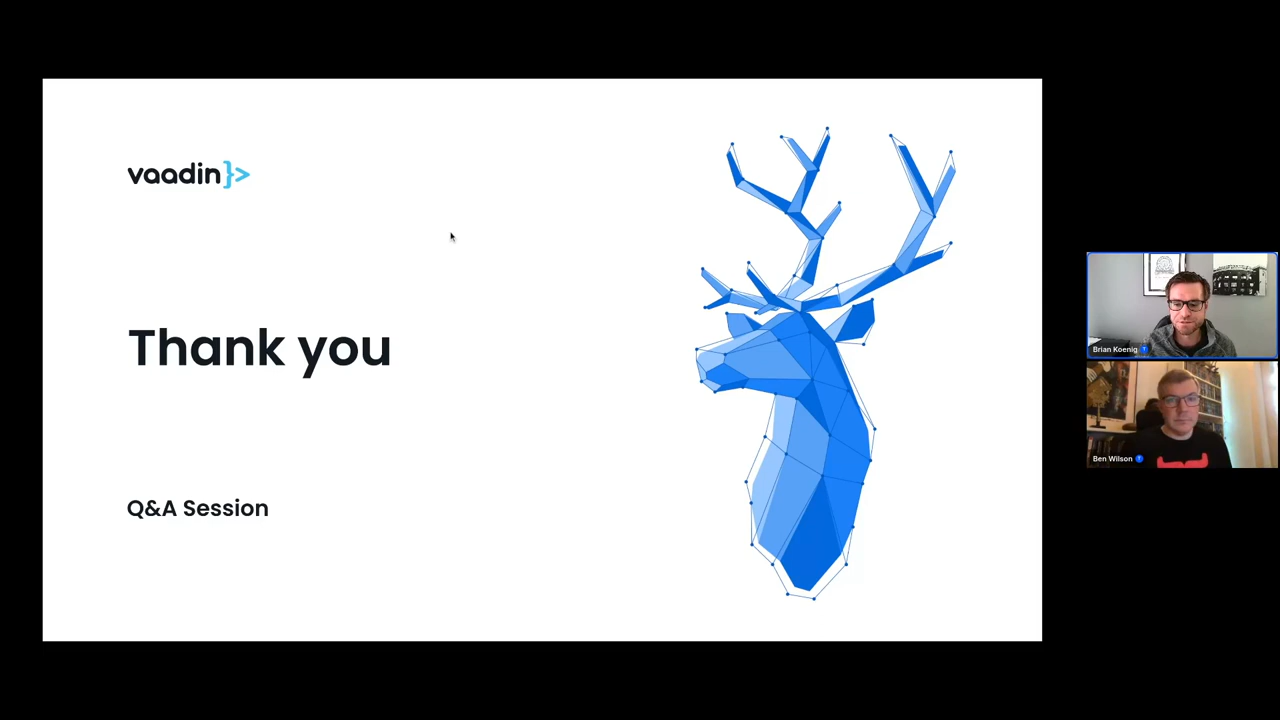 vaadin}>
Thank you
Q&A Session
Brian Koenig
Ben Wilson